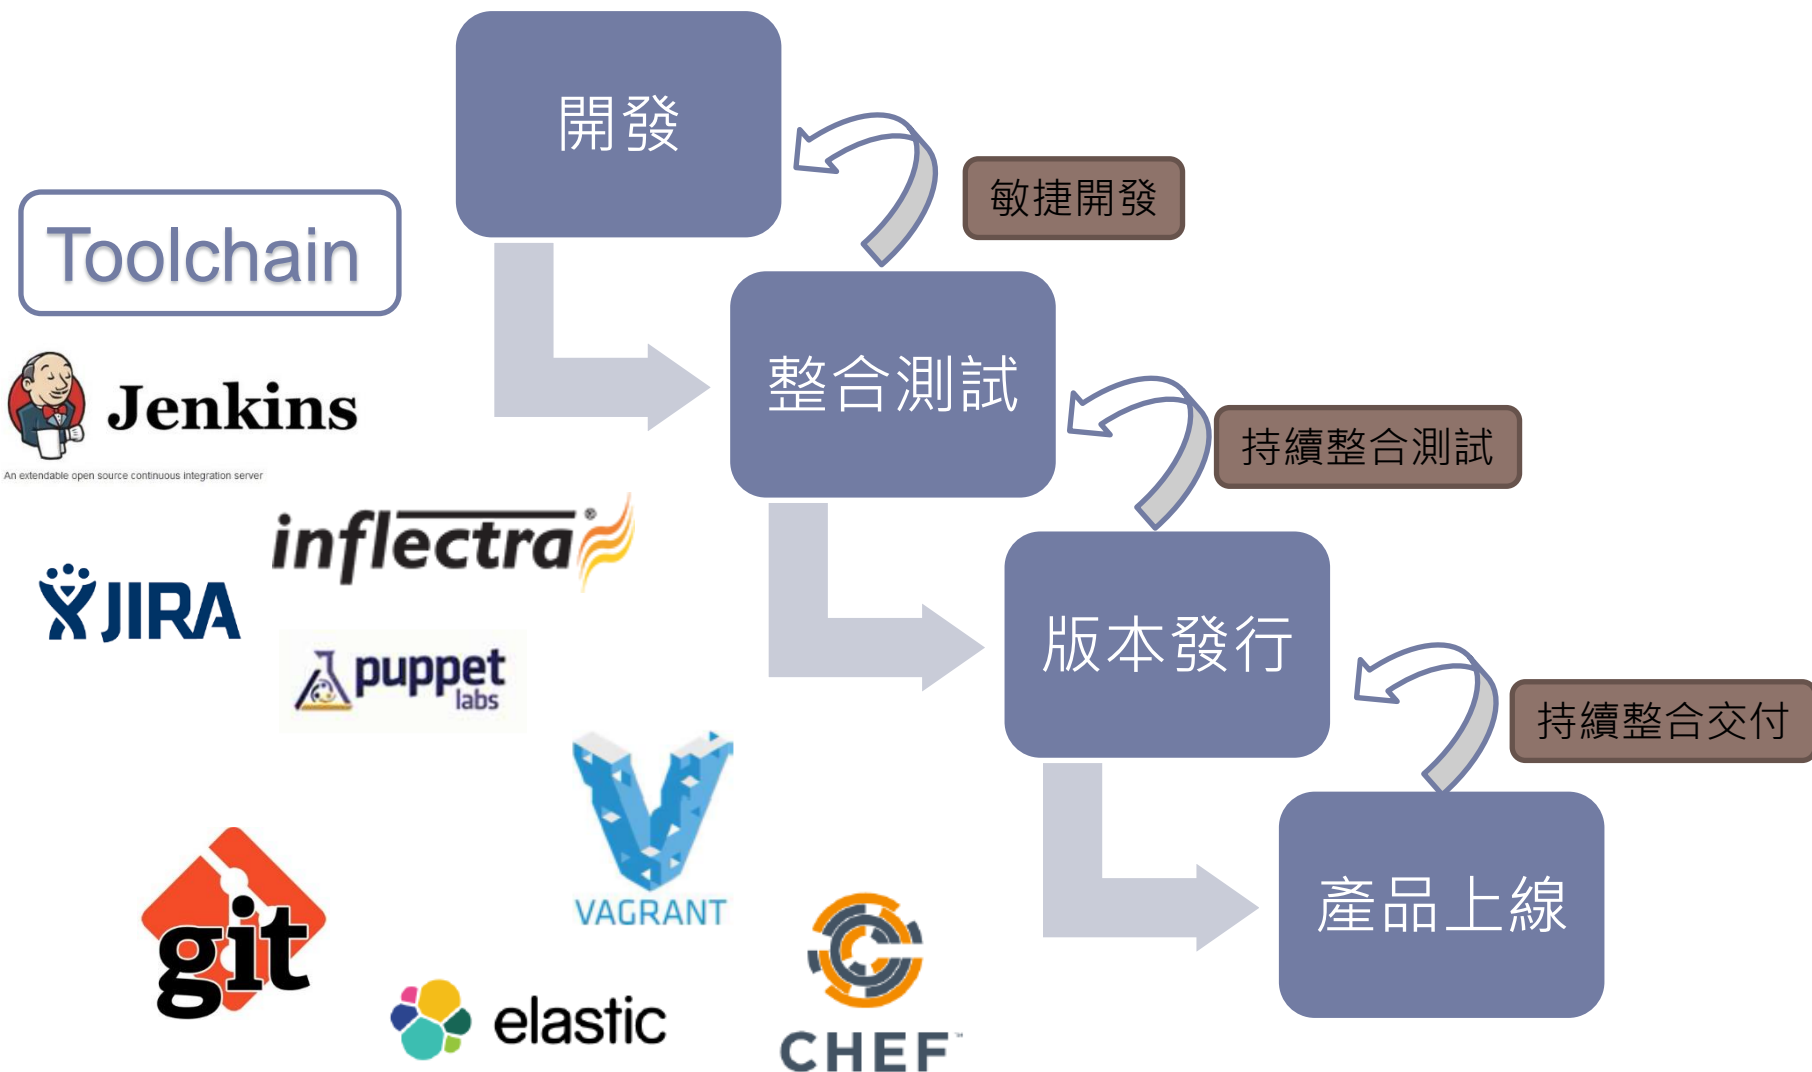 開發
敏捷開發
Toolchain
整合測試
Jenkins
An extendable open source continuous integration server
持續整合測試
inflectra®
JIRA
版本發行
puppet
labs
持續整合交付
VAGRANT
產品上線
git
elastic
CHEF™